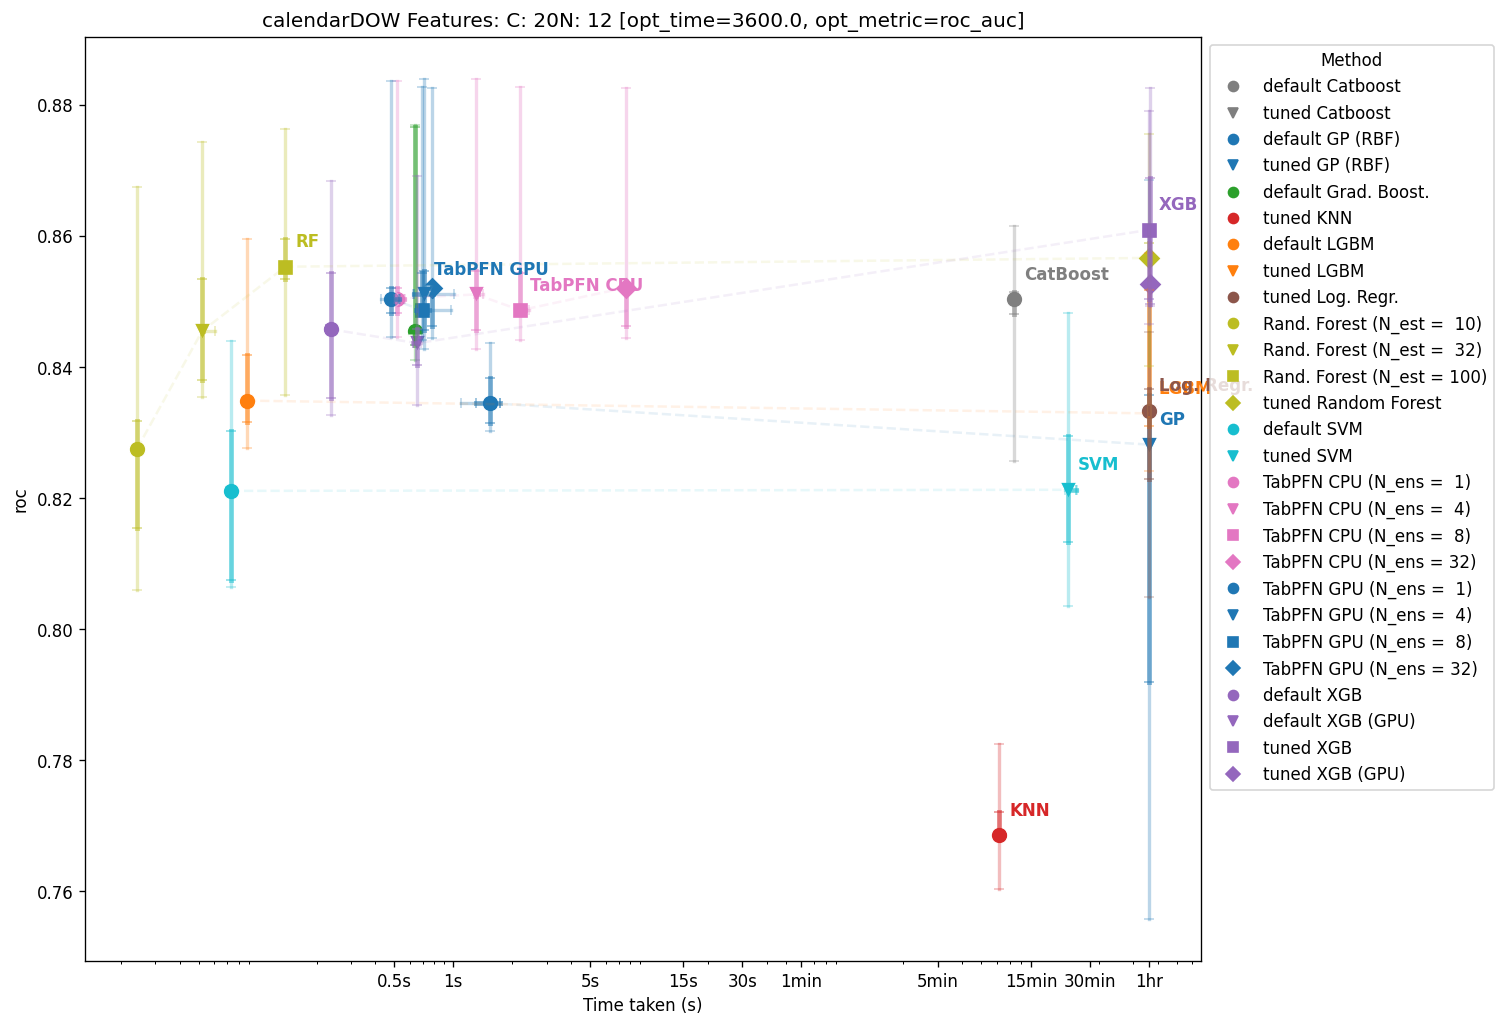 calendarDOW Features: C: 20N: 12 [opt_time=3600.0, opt_metric=roc_auc]
0.88
0.86
0.84
0.82
0.80
0.78
0.76
roc
RF
TabPFN GPU
TabPFN CPU
XGB
CatBoost
Log. Regr.
LGBM
GP
SVM
KNN
0.5s 1s 5s 15s 30s 1min 5min 15min 30min 1hr
Time taken (s)
Method
default Catboost
tuned Catboost
default GP (RBF)
tuned GP (RBF)
default Grad. Boost.
tuned KNN
default LGBM
tuned LGBM
tuned Log. Regr.
Rand. Forest (N_est =  10)
Rand. Forest (N_est =  32)
Rand. Forest (N_est = 100)
tuned Random Forest
default SVM
tuned SVM
TabPFN CPU (N_ens =  1)
TabPFN CPU (N_ens =  4)
TabPFN CPU (N_ens =  8)
TabPFN CPU (N_ens = 32)
TabPFN GPU (N_ens =  1)
TabPFN GPU (N_ens =  4)
TabPFN GPU (N_ens =  8)
TabPFN GPU (N_ens = 32)
default XGB
default XGB (GPU)
tuned XGB
tuned XGB (GPU)